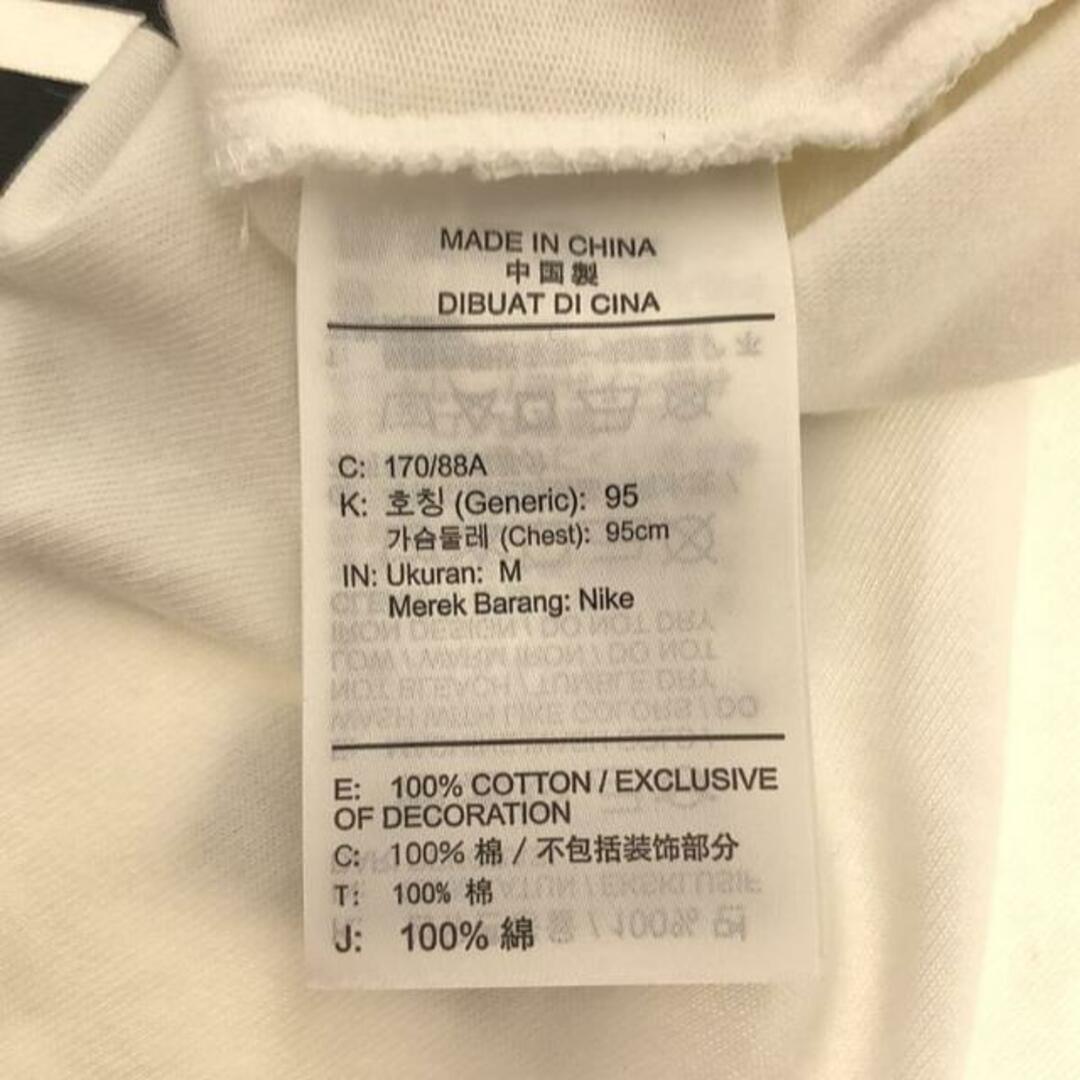 MADE IN CHINA
中国製
DIBUAT DI CINA
C: 170/88A
K: 호칭 (Generic): 95
가슴둘레 (Chest): 95cm
IN: Ukuran: M
Merek Barang: Nike
E: 100% COTTON / EXCLUSIVE
OF DECORATION
C: 100% 棉 / 不包括装饰部分
T: 100% 棉
J: 100% 綿